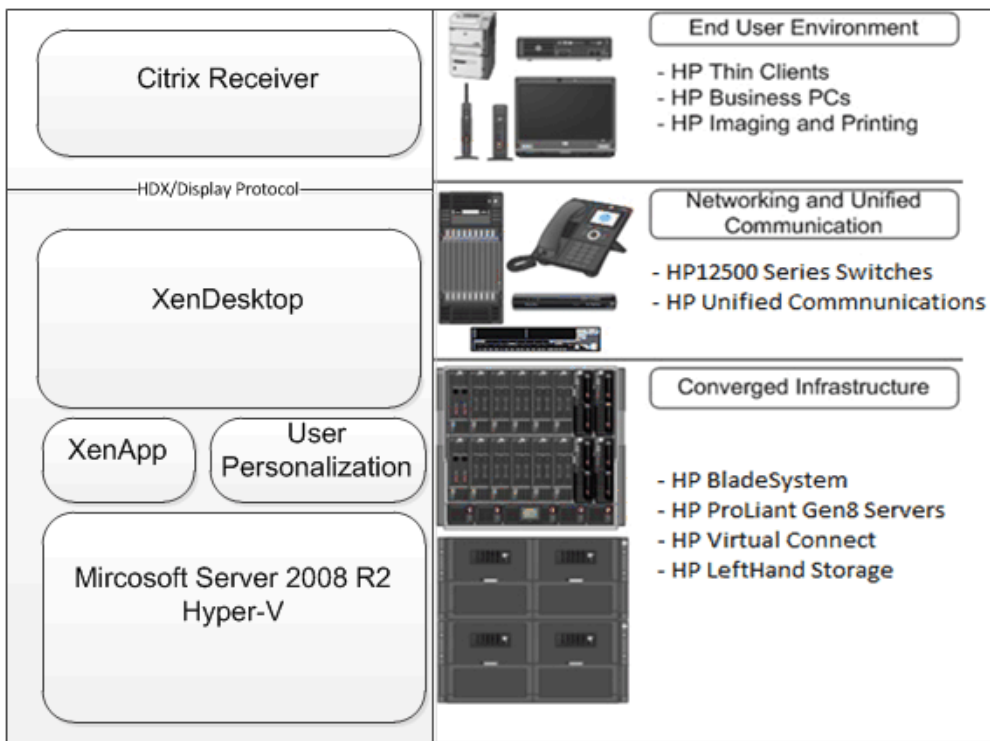 Citrix Receiver
HDX/Display Protocol
XenDesktop
XenApp
User
Personalization
Mircosoft Server 2008 R2
Hyper-V
End User Environment
- HP Thin Clients
- HP Business PCs
- HP Imaging and Printing
Networking and Unified
Communication
- HP12500 Series Switches
- HP Unified Commnunications
Converged Infrastructure
- HP BladeSystem
- HP ProLiant Gen8 Servers
- HP Virtual Connect
- HP LeftHand Storage